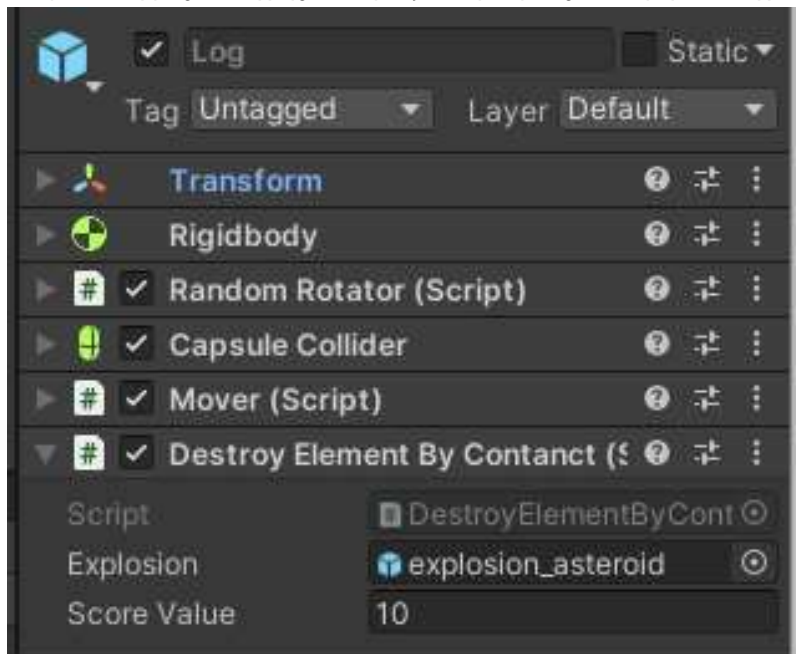 Log Static
Tag Untagged Layer Default
Transform
Rigidbody
Random Rotator (Script)
Capsule Collider
Mover (Script)
Destroy Element By Contanct (S
Script DestroyElementByCont
Explosion explosion_asteroid
Score Value 10